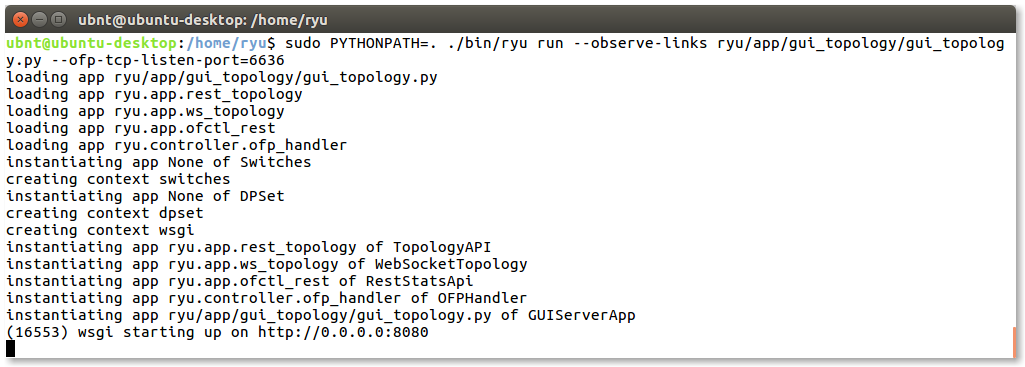 ubnt@ubuntu-desktop: /home/ryu
ubnt@ubuntu-desktop:/home/ryu$ sudo PYTHONPATH=. ./bin/ryu run --observe-links ryu/app/gui_topology/gui_topolog
y.py --ofp-tcp-listen-port=6636
loading app ryu/app/gui_topology/gui_topology.py
loading app ryu.app.rest_topology
loading app ryu.app.ws_topology
loading app ryu.app.ofctl_rest
loading app ryu.controller.ofp_handler
instantiating app None of Switches
creating context switches
instantiating app None of DPSet
creating context dpset
creating context wsgi
instantiating app ryu.app.rest_topology of TopologyAPI
instantiating app ryu.app.ws_topology of WebSocketTopology
instantiating app ryu.app.ofctl_rest of RestStatsApi
instantiating app ryu.controller.ofp_handler of OFPHandler
instantiating app ryu/app/gui_topology/gui_topology.py of GUIServerApp
(16553) wsgi starting up on http://0.0.0.0:8080